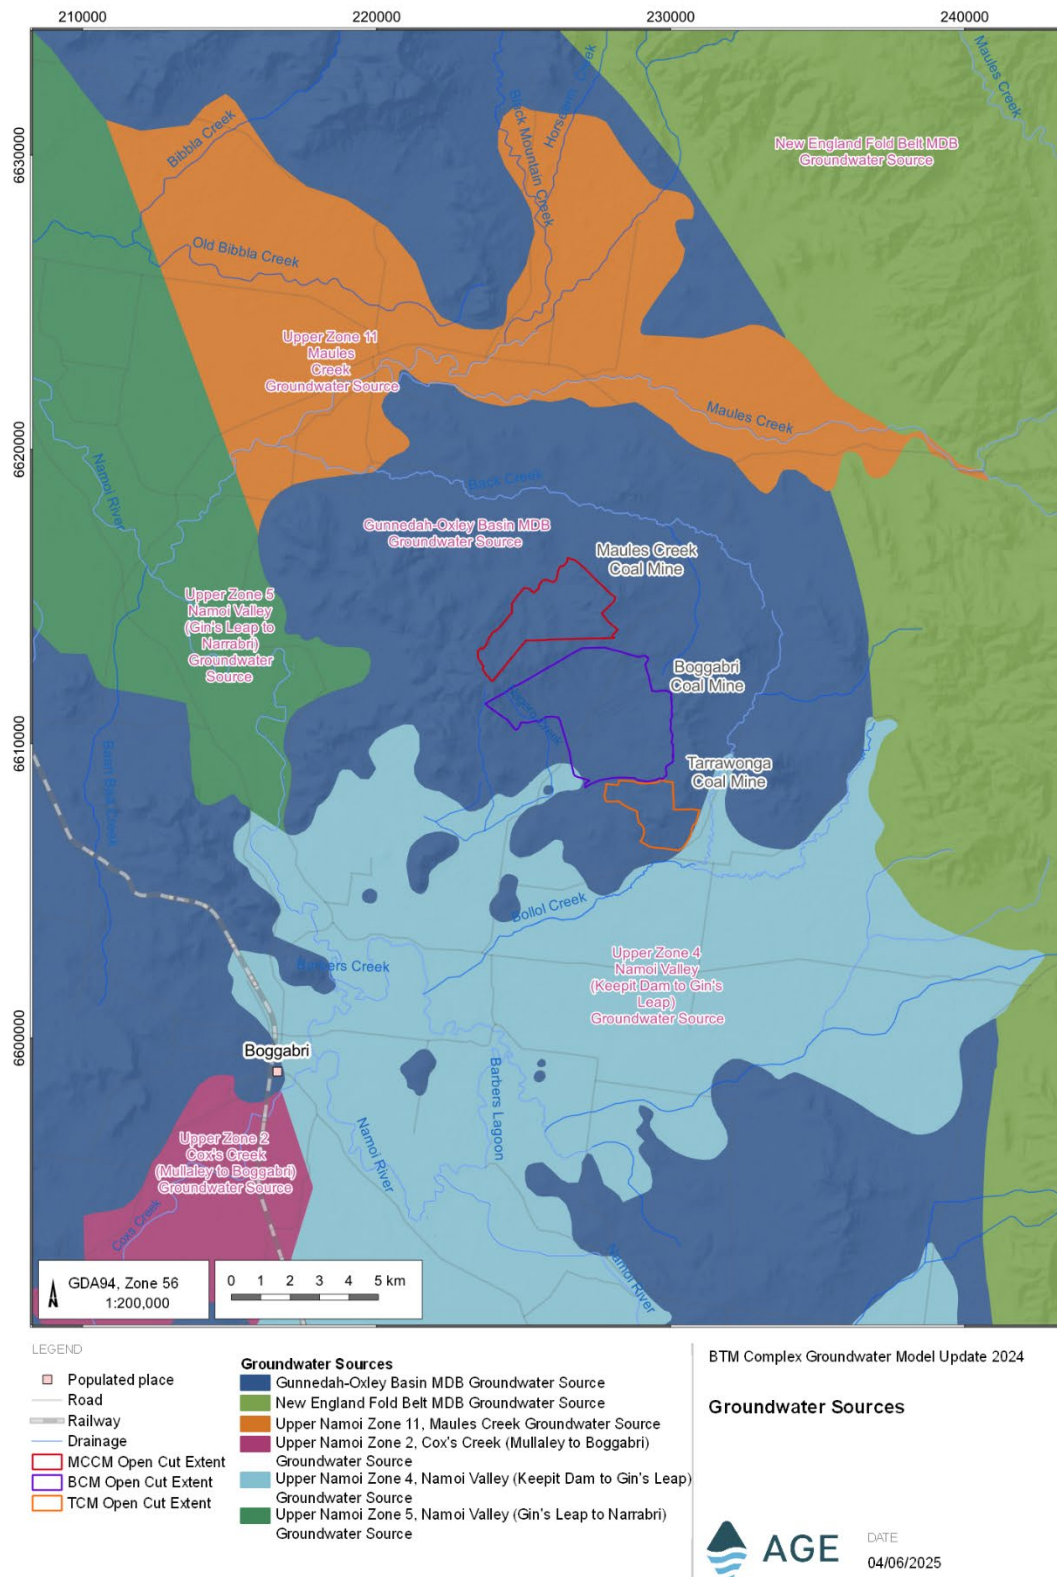 210000
220000
230000
240000
6630000
6620000
6610000
6600000
Maules Creek
Horsearm Creek
Black Mountain Creek
Bibbla Creek
New England Fold Belt MDB
Groundwater Source
Old Bibbla Creek
Upper Zone 11
Maules
Creek
Groundwater Source
Maules Creek
Namoi River
Back Creek
Gunnedah-Oxley Basin MDB
Groundwater Source
Maules Creek
Coal Mine
Upper Zone 5
Namoi Valley
(Gin's Leap to
Narrabri)
Groundwater
Source
Boggabri
Coal Mine
Creek
Creek
Tarrawonga
Coal Mine
Bollol Creek
Barbers Creek
Upper Zone 4
Namoi Valley
(Keepit Dam to Gin's
Leap)
Groundwater Source
Boggabri
Barbers Lagoon
Namoi River
Upper Zone 2
Cox's Creek
(Mullaley to Boggabri)
Groundwater Source
Coxs Creek
Namoi River
GDA94, Zone 56
1:200,000
0 1 2 3 4 5 km
LEGEND
Populated place
Road
Railway
Drainage
MCCM Open Cut Extent
BCM Open Cut Extent
TCM Open Cut Extent
Groundwater Sources
Gunnedah-Oxley Basin MDB Groundwater Source
New England Fold Belt MDB Groundwater Source
Upper Namoi Zone 11, Maules Creek Groundwater Source
Upper Namoi Zone 2, Cox's Creek (Mullaley to Boggabri)
Groundwater Source
Upper Namoi Zone 4, Namoi Valley (Keepit Dam to Gin's Leap)
Groundwater Source
Upper Namoi Zone 5, Namoi Valley (Gin's Leap to Narrabri)
Groundwater Source
BTM Complex Groundwater Model Update 2024
Groundwater Sources
AGE
DATE
04/06/2025